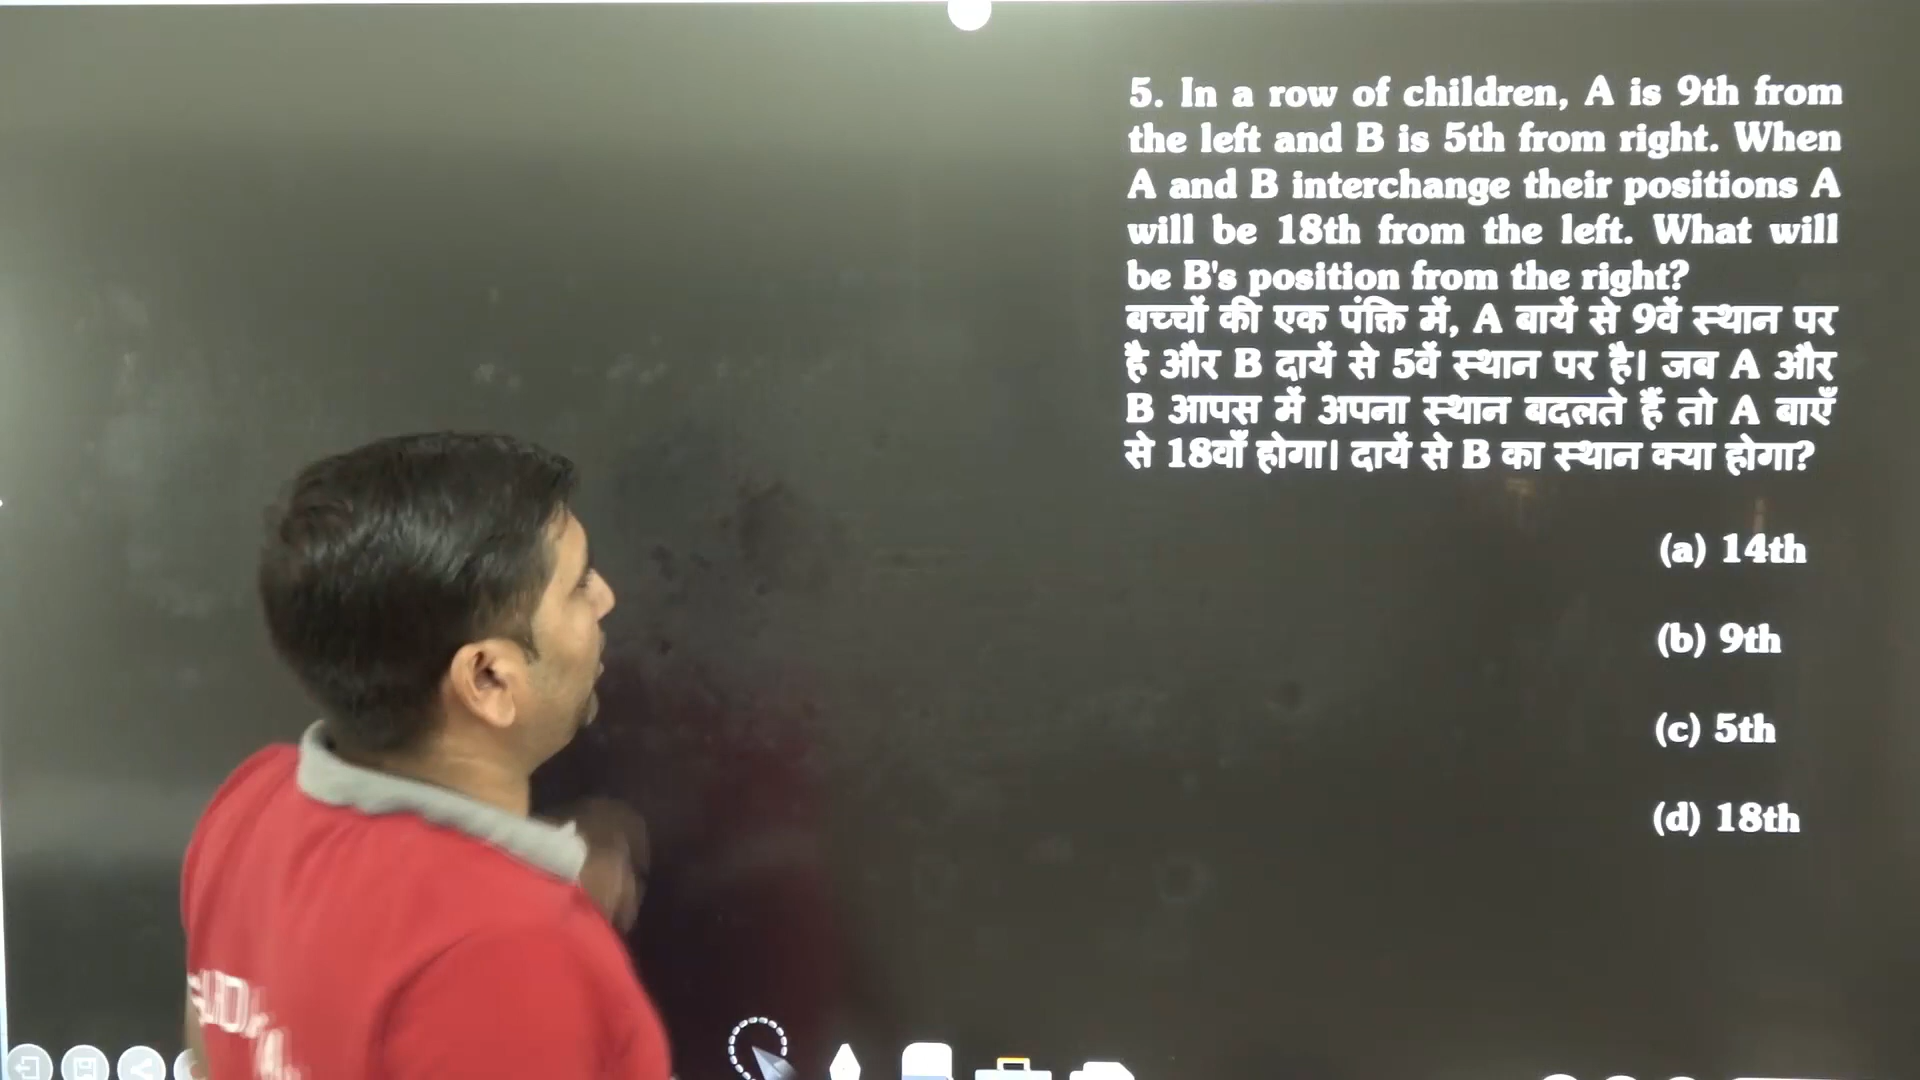 5. In a row of children, A is 9th from
the left and B is 5th from right. When
A and B interchange their positions A
will be 18th from the left. What will
be B's position from the right?
बच्चों की एक पंक्ति में, A बायें से 9वें स्थान पर
है और B दायें से 5वें स्थान पर है। जब A और
B आपस में अपना स्थान बदलते हैं तो A बाएँ
से 18वाँ होगा। दायें से B का स्थान क्या होगा?
(a) 14th
(b) 9th
(c) 5th
(d) 18th